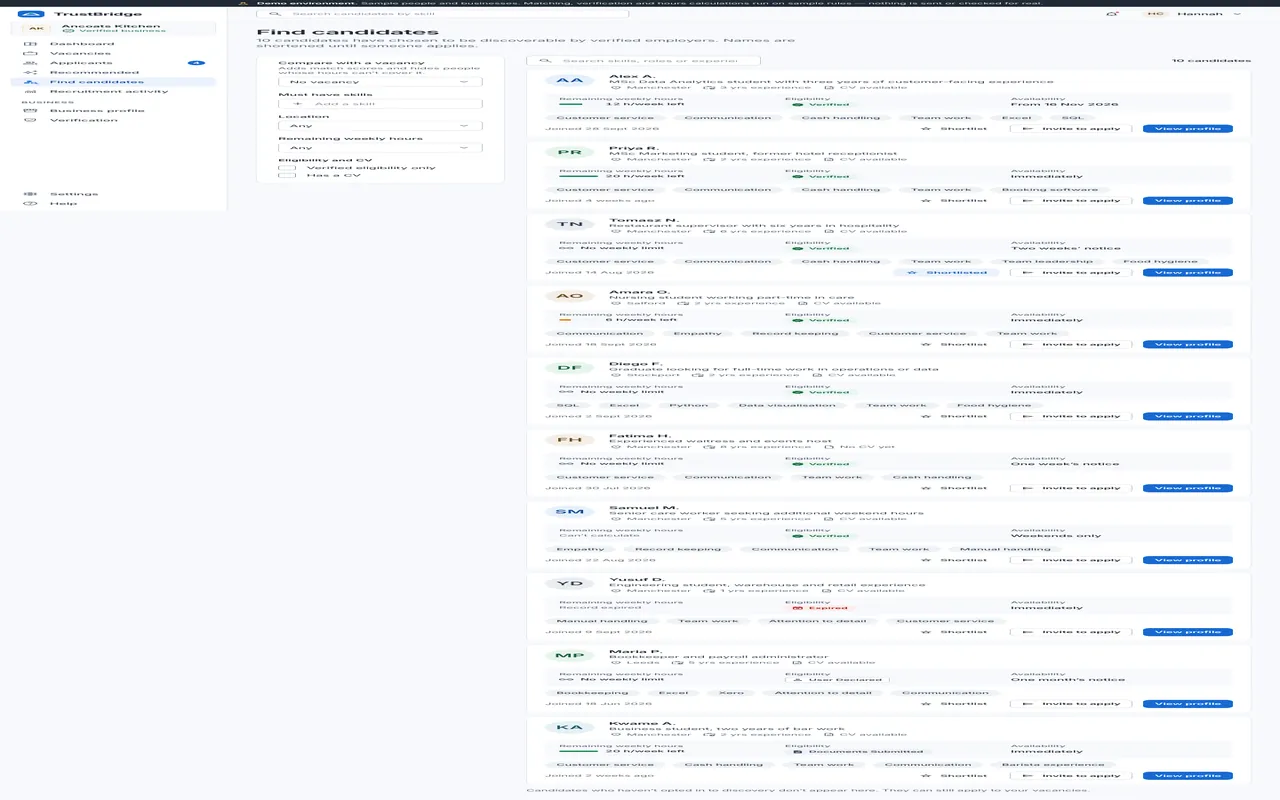 Demo environment. Sample people and businesses. Matching, verification and hours calculations run on sample rules — nothing is sent or checked for real.
TrustBridge
Search candidates by skill
HC Hannah
AK Ancoats Kitchen
Verified business
Dashboard
Vacancies
Applicants
Recommended
Find candidates
Recruitment activity
BUSINESS
Business profile
Verification
Settings
Help
Find candidates
10 candidates have chosen to be discoverable by verified employers. Names are
shortened until someone applies.
Compare with a vacancy
Adds match scores and hides people
whose hours can't cover it.
No vacancy
Must have skills
Add a skill
Location
Any
Remaining weekly hours
Any
Eligibility and CV
Verified eligibility only
Has a CV
Search skills, roles or experien
10 candidates
AA Alex A.
MSc Data Analytics student with three years of customer-facing experience
Manchester 3 yrs experience CV available
Remaining weekly hours Eligibility Availability
12 h/week left Verified From 16 Nov 2026
Customer service Communication Cash handling Team work Excel SQL
Joined 28 Sept 2026 Shortlist Invite to apply View profile
PR Priya R.
MSc Marketing student, former hotel receptionist
Manchester 2 yrs experience CV available
Remaining weekly hours Eligibility Availability
20 h/week left Verified Immediately
Customer service Communication Cash handling Team work Booking software
Joined 4 weeks ago Shortlist Invite to apply View profile
TN Tomasz N.
Restaurant supervisor with six years in hospitality
Manchester 6 yrs experience CV available
Remaining weekly hours Eligibility Availability
No weekly limit Verified Two weeks' notice
Customer service Communication Cash handling Team work Team leadership Food hygiene
Joined 14 Aug 2026 Shortlisted Invite to apply View profile
AO Amara O.
Nursing student working part-time in care
Salford 2 yrs experience CV available
Remaining weekly hours Eligibility Availability
6 h/week left Verified Immediately
Communication Empathy Record keeping Customer service Team work
Joined 18 Sept 2026 Shortlist Invite to apply View profile
DF Diego F.
Graduate looking for full-time work in operations or data
Stockport 2 yrs experience CV available
Remaining weekly hours Eligibility Availability
No weekly limit Verified Immediately
SQL Excel Python Data visualisation Team work Food hygiene
Joined 2 Sept 2026 Shortlist Invite to apply View profile
FH Fatima H.
Experienced waitress and events host
Manchester 8 yrs experience No CV yet
Remaining weekly hours Eligibility Availability
No weekly limit Verified One week's notice
Customer service Communication Team work Cash handling
Joined 30 Jul 2026 Shortlist Invite to apply View profile
SM Samuel M.
Senior care worker seeking additional weekend hours
Manchester 5 yrs experience CV available
Remaining weekly hours Eligibility Availability
Can't calculate Verified Weekends only
Empathy Record keeping Communication Team work Manual handling
Joined 22 Aug 2026 Shortlist Invite to apply View profile
YD Yusuf D.
Engineering student, warehouse and retail experience
Manchester 1 yrs experience CV available
Remaining weekly hours Eligibility Availability
Record expired Expired Immediately
Manual handling Team work Attention to detail Customer service
Joined 9 Sept 2026 Shortlist Invite to apply View profile
MP Maria P.
Bookkeeper and payroll administrator
Leeds 5 yrs experience CV available
Remaining weekly hours Eligibility Availability
No weekly limit User Declared One month's notice
Bookkeeping Excel Xero Attention to detail Communication
Joined 18 Jun 2026 Shortlist Invite to apply View profile
KA Kwame A.
Business student, two years of bar work
Manchester 2 yrs experience CV available
Remaining weekly hours Eligibility Availability
20 h/week left Documents Submitted Immediately
Customer service Cash handling Team work Communication Barista experience
Joined 2 weeks ago Shortlist Invite to apply View profile
Candidates who haven't opted in to discovery don't appear here. They can still apply to your vacancies.